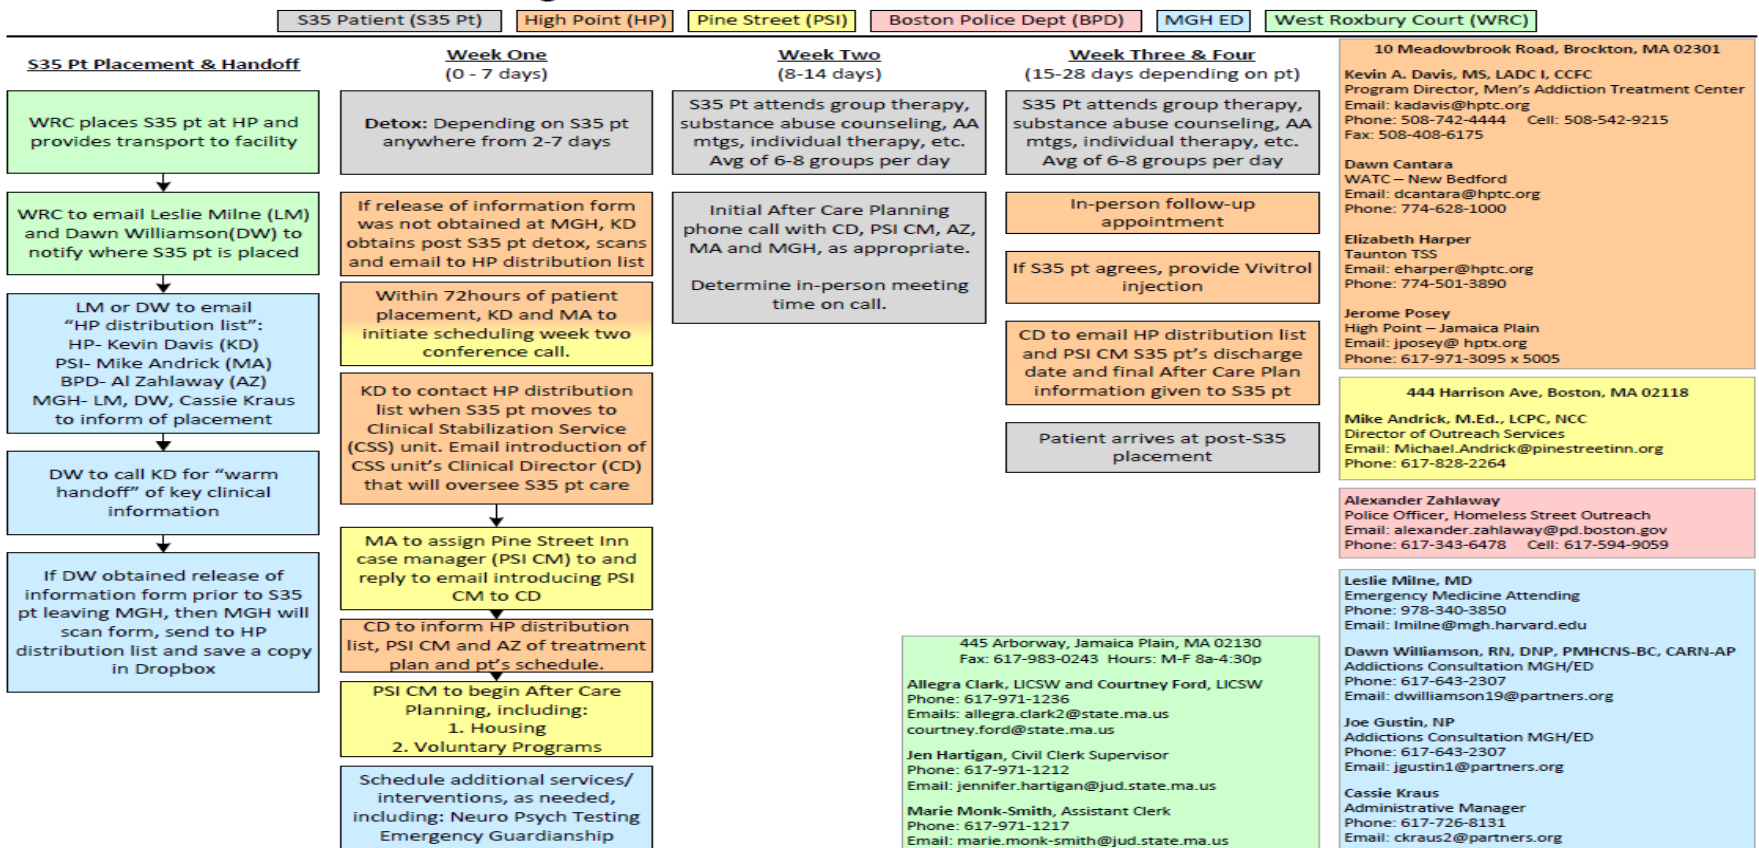 S35 Patient (S35 Pt)
High Point (HP)
Pine Street (PSI)
Boston Police Dept (BPD)
MGH ED
West Roxbury Court (WRC)
S35 Pt Placement & Handoff
WRC places S35 pt at HP and
provides transport to facility
WRC to email Leslie Milne (LM)
and Dawn Williamson(DW) to
notify where S35 pt is placed
LM or DW to email
“HP distribution list”:
HP- Kevin Davis (KD)
PSI- Mike Andrick (MA)
BPD- Al Zahlaway (AZ)
MGH- LM, DW, Cassie Kraus
to inform of placement
DW to call KD for “warm
handoff” of key clinical
information
If DW obtained release of
information form prior to S35
pt leaving MGH, then MGH will
scan form, send to HP
distribution list and save a copy
in Dropbox
Week One
(0 - 7 days)
Detox: Depending on S35 pt
anywhere from 2-7 days
If release of information form
was not obtained at MGH, KD
obtains post S35 pt detox, scans
and email to HP distribution list
Within 72hours of patient
placement, KD and MA to
initiate scheduling week two
conference call.
KD to contact HP distribution
list when S35 pt moves to
Clinical Stabilization Service
(CSS) unit. Email introduction of
CSS unit’s Clinical Director (CD)
that will oversee S35 pt care
MA to assign Pine Street Inn
case manager (PSI CM) to and
reply to email introducing PSI
CM to CD
CD to inform HP distribution
list, PSI CM and AZ of treatment
plan and pt’s schedule.
PSI CM to begin After Care
Planning, including:
1. Housing
2. Voluntary Programs
Schedule additional services/
interventions, as needed,
including: Neuro Psych Testing
Emergency Guardianship
Week Two
(8-14 days)
S35 Pt attends group therapy,
substance abuse counseling, AA
mtgs, individual therapy, etc.
Avg of 6-8 groups per day
Initial After Care Planning
phone call with CD, PSI CM, AZ,
MA and MGH, as appropriate.
Determine in-person meeting
time on call.
Week Three & Four
(15-28 days depending on pt)
S35 Pt attends group therapy,
substance abuse counseling, AA
mtgs, individual therapy, etc.
Avg of 6-8 groups per day
In-person follow-up
appointment
If S35 pt agrees, provide Vivitrol
injection
CD to email HP distribution list
and PSI CM S35 pt’s discharge
date and final After Care Plan
information given to S35 pt
Patient arrives at post-S35
placement
445 Arborway, Jamaica Plain, MA 02130
Fax: 617-983-0243 Hours: M-F 8a-4:30p
Allegra Clark, LICSW and Courtney Ford, LICSW
Phone: 617-971-1236
Emails: allegra.clark2@state.ma.us
courtney.ford@state.ma.us
Jen Hartigan, Civil Clerk Supervisor
Phone: 617-971-1212
Email: jennifer.hartigan@jud.state.ma.us
Marie Monk-Smith, Assistant Clerk
Phone: 617-971-1217
Email: marie.monk-smith@jud.state.ma.us
10 Meadowbrook Road, Brockton, MA 02301
Kevin A. Davis, MS, LADC I, CCFC
Program Director, Men’s Addiction Treatment Center
Email: kadavis@hptc.org
Phone: 508-742-4444 Cell: 508-542-9215
Fax: 508-408-6175
Dawn Cantara
WATC – New Bedford
Email: dcantara@hptc.org
Phone: 774-628-1000
Elizabeth Harper
Taunton TSS
Email: eharper@hptc.org
Phone: 774-501-3890
Jerome Posey
High Point – Jamaica Plain
Email: jposey@ hptx.org
Phone: 617-971-3095 x 5005
444 Harrison Ave, Boston, MA 02118
Mike Andrick, M.Ed., LCPC, NCC
Director of Outreach Services
Email: Michael.Andrick@pinestreetinn.org
Phone: 617-828-2264
Alexander Zahlaway
Police Officer, Homeless Street Outreach
Email: alexander.zahlaway@pd.boston.gov
Phone: 617-343-6478 Cell: 617-594-9059
Leslie Milne, MD
Emergency Medicine Attending
Phone: 978-340-3850
Email: lmilne@mgh.harvard.edu
Dawn Williamson, RN, DNP, PMHCNS-BC, CARN-AP
Addictions Consultation MGH/ED
Phone: 617-643-2307
Email: dwilliamson19@partners.org
Joe Gustin, NP
Addictions Consultation MGH/ED
Phone: 617-643-2307
Email: jgustin1@partners.org
Cassie Kraus
Administrative Manager
Phone: 617-726-8131
Email: ckraus2@partners.org